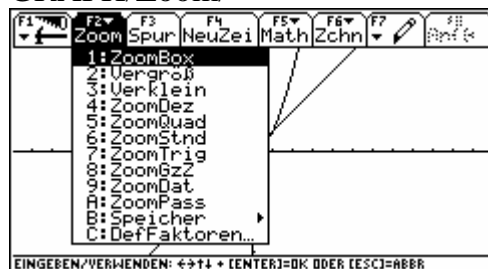 F1 F2 F3 F4 F5 F6 F7
Zoom Spur NeuZei Math Zchn
1:ZoomBox
2:Vergröß
3:Verklein
4:ZoomDez
5:ZoomQuad
6:ZoomStnd
7:ZoomTrig
8:ZoomGzZ
9:ZoomDat
A:ZoomPass
B:Speicher
C:DefFaktoren...
EINGEBEN/VERWENDEN: ←→↑↓ + [ENTER]=OK ODER [ESC]=ABBR